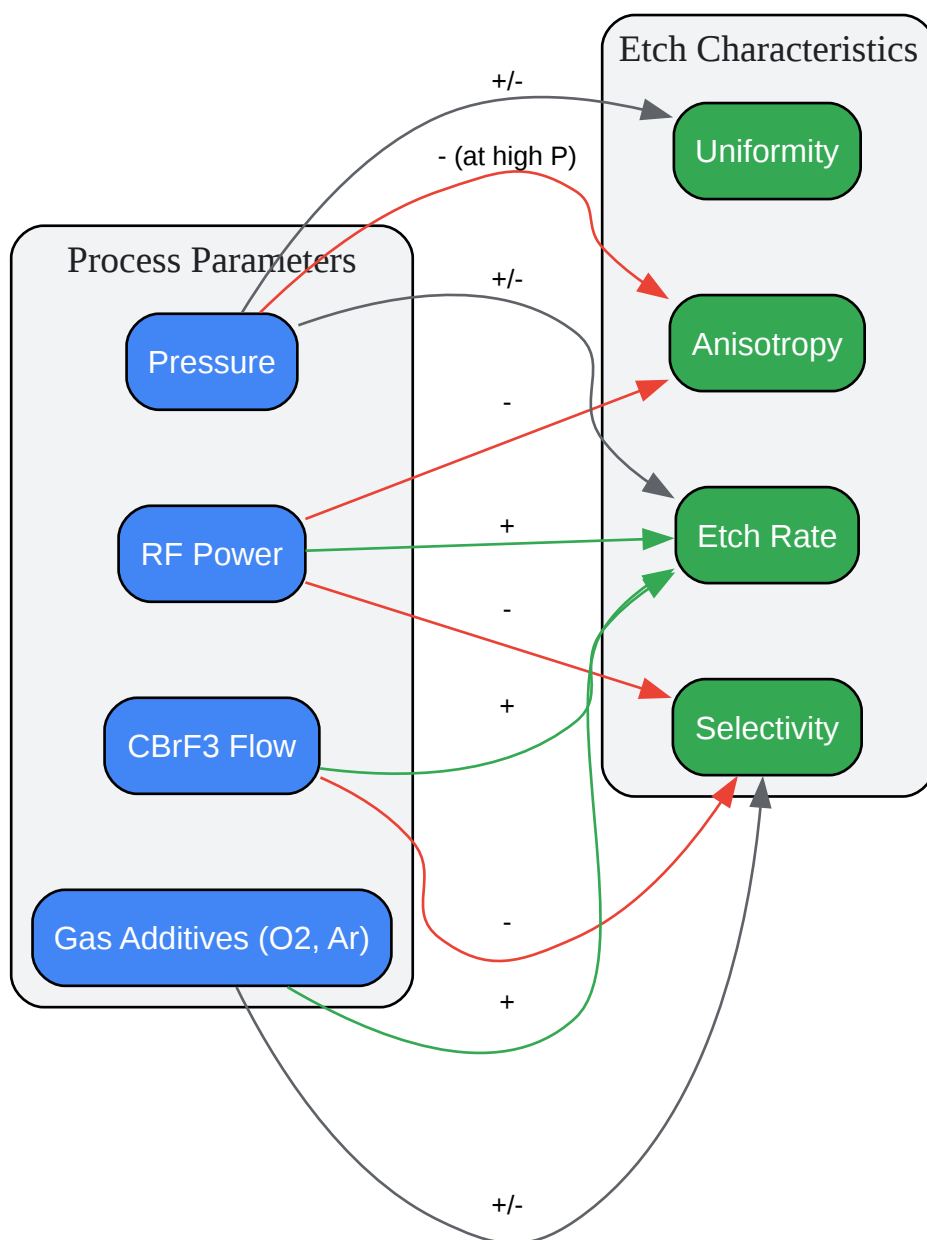 Etch Characteristics
+/-
Uniformity
- (at high P)
Process Parameters
+/-
Pressure
Anisotropy
-
+
RF Power
Etch Rate
-
+
CBrF3 Flow
Selectivity
-
Gas Additives (O2, Ar)
+
+/-